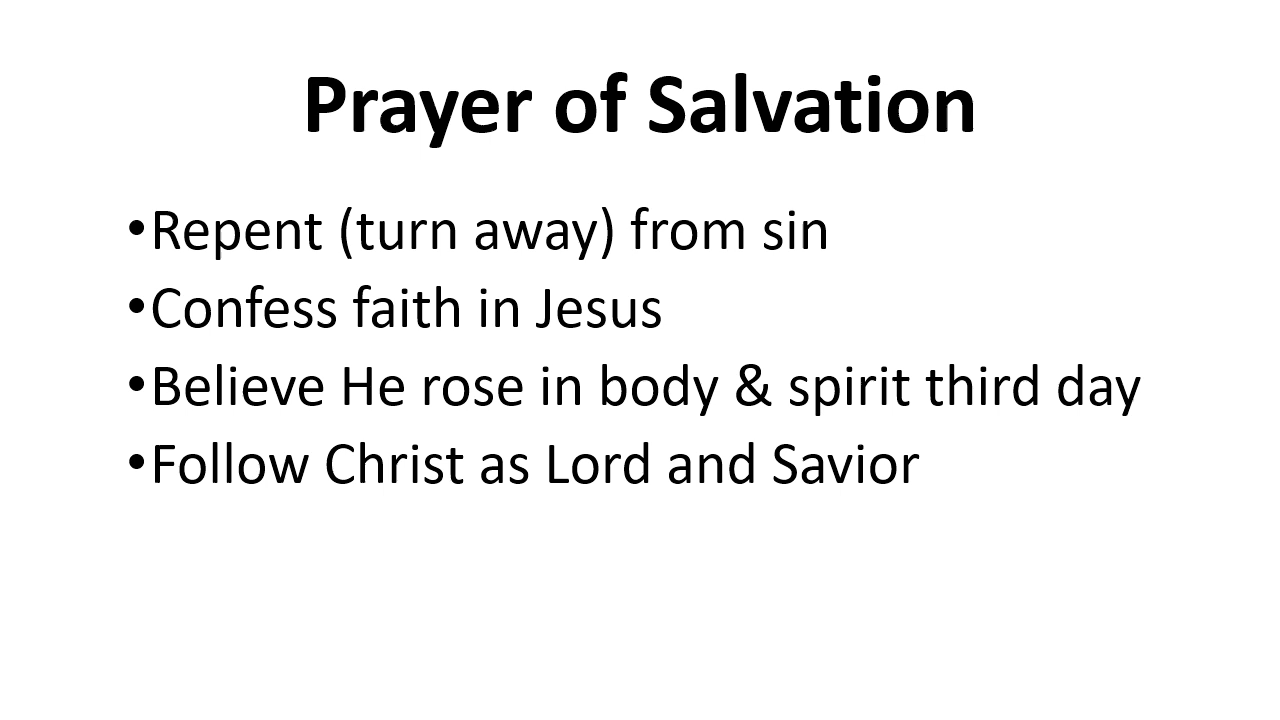 Prayer of Salvation
•Repent (turn away) from sin
•Confess faith in Jesus
•Believe He rose in body & spirit third day
•Follow Christ as Lord and Savior